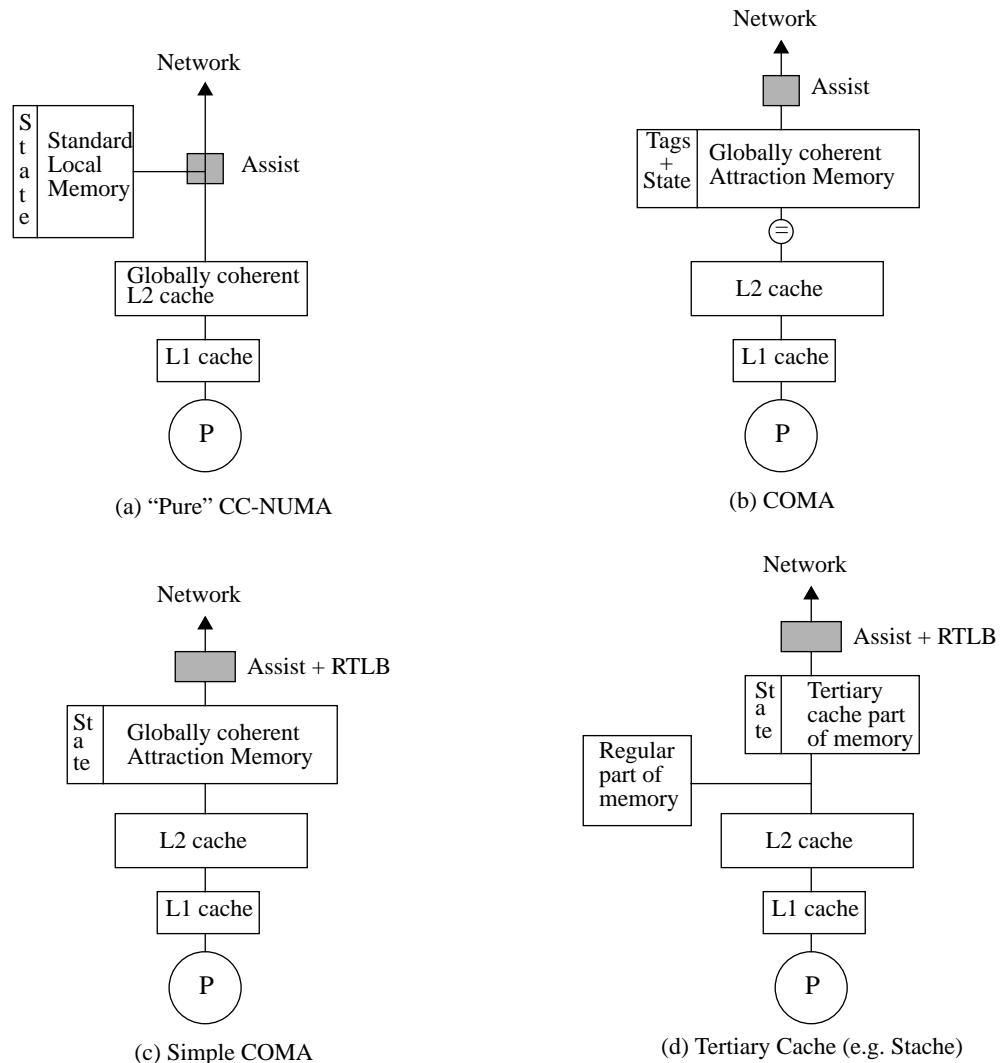 Network
S
t
a
t
e
Standard
Local
Memory
Assist
Globally coherent
L2 cache
L1 cache
P
(a) “Pure” CC-NUMA
Network
Assist
Tags
+
State
Globally coherent
Attraction Memory
=
L2 cache
L1 cache
P
(b) COMA
Network
Assist + RTLB
St
a
te
Globally coherent
Attraction Memory
L2 cache
L1 cache
P
(c) Simple COMA
Network
Assist + RTLB
St
a
te
Tertiary
cache part
of memory
Regular
part of
memory
L2 cache
L1 cache
P
(d) Tertiary Cache (e.g. Stache)